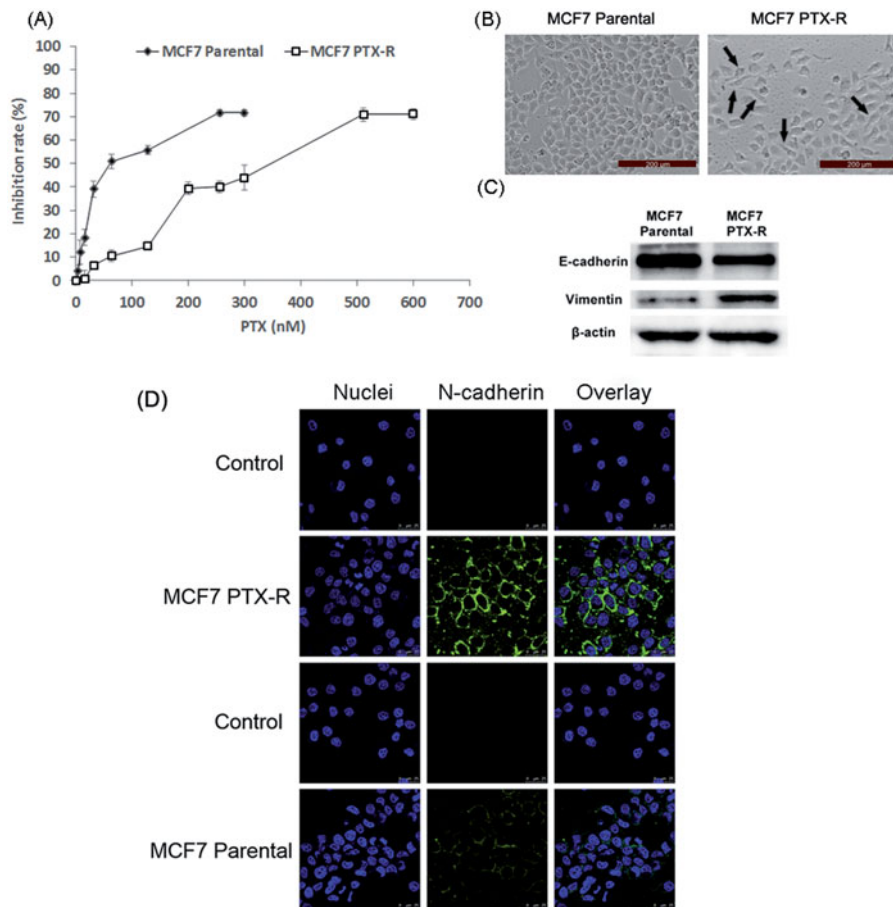 (A)
MCF7 Parental
MCF7 PTX-R
Inhibition rate (%)
100
90
80
70
60
50
40
30
20
10
0
0 100 200 300 400 500 600 700
PTX (nM)
(B)
MCF7 Parental
MCF7 PTX-R
200 µm
200 µm
(C)
MCF7 Parental
MCF7 PTX-R
E-cadherin
Vimentin
β-actin
(D)
Nuclei N-cadherin Overlay
Control
MCF7 PTX-R
Control
MCF7 Parental